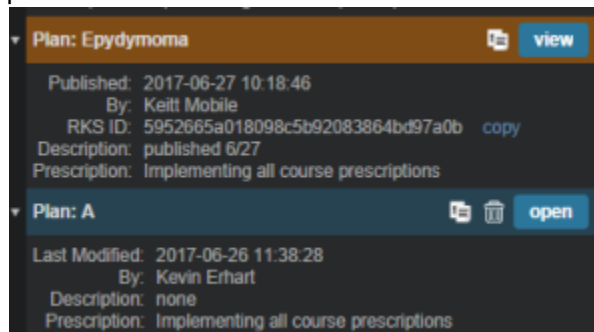 Plan: Epydymoma view
Published: 2017-06-27 10:18:46
By: Keitt Mobile
RKS ID: 5952665a018098c5b92083864bd97a0b copy
Description: published 6/27
Prescription: Implementing all course prescriptions
Plan: A open
Last Modified: 2017-06-26 11:38:28
By: Kevin Erhart
Description: none
Prescription: Implementing all course prescriptions